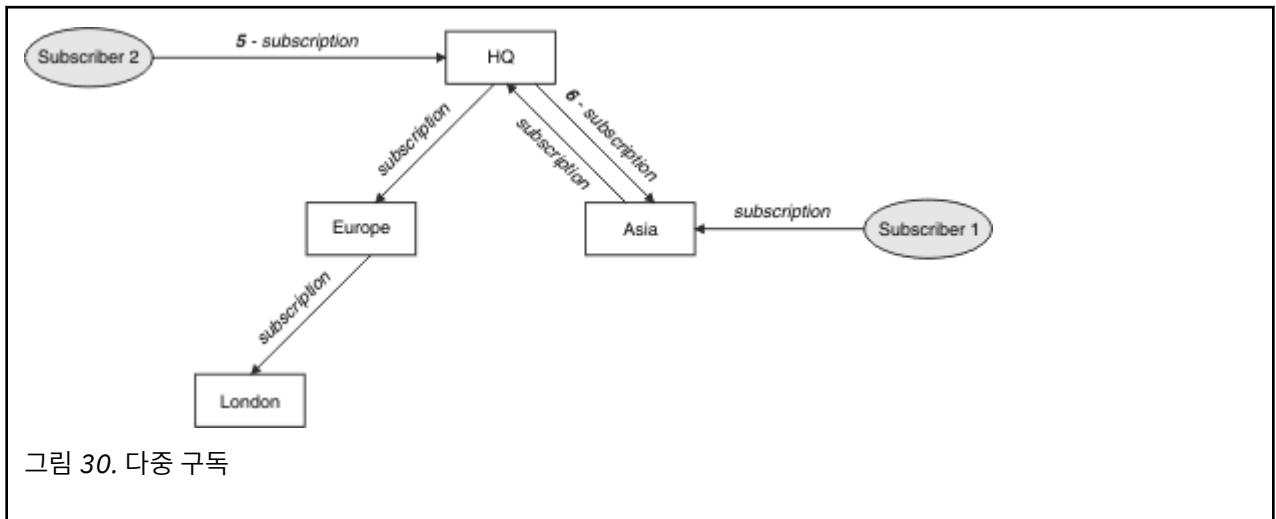 Subscriber 2
5 - subscription
HQ
subscription
subscription
6 - subscription
Europe
Asia
subscription
Subscriber 1
subscription
London
그림 30. 다중 구독